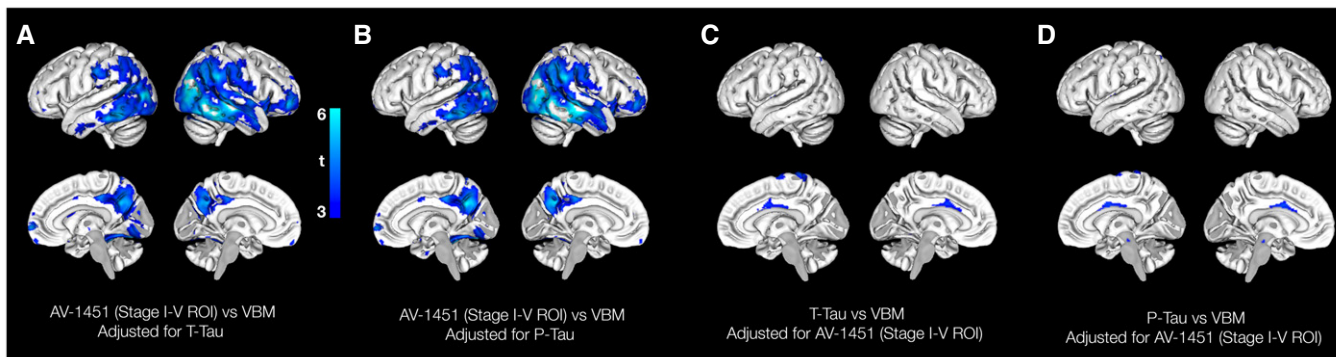 A
B
C
D
6
t
3
AV-1451 (Stage I-V ROI) vs VBM
Adjusted for T-Tau
AV-1451 (Stage I-V ROI) vs VBM
Adjusted for P-Tau
T-Tau vs VBM
Adjusted for AV-1451 (Stage I-V ROI)
P-Tau vs VBM
Adjusted for AV-1451 (Stage I-V ROI)